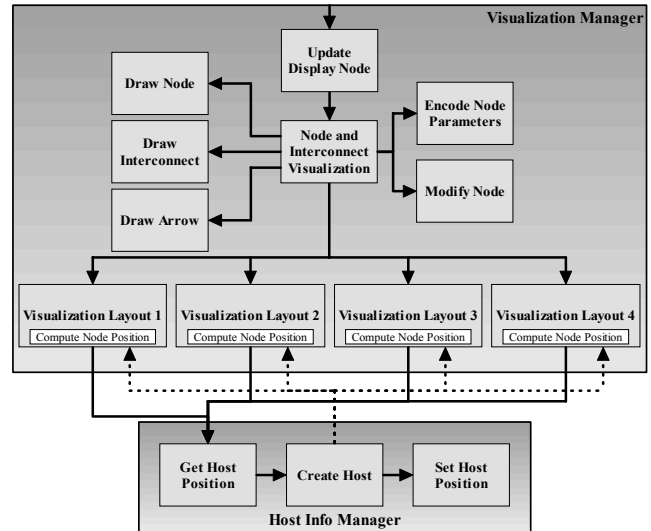 Visualization Manager
Update
Display Node
Draw Node
Encode Node
Parameters
Draw
Interconnect
Node and
Interconnect
Visualization
Draw Arrow
Modify Node
Visualization Layout 1
Compute Node Position
Visualization Layout 2
Compute Node Position
Visualization Layout 3
Compute Node Position
Visualization Layout 4
Compute Node Position
Get Host
Position
Create Host
Set Host
Position
Host Info Manager